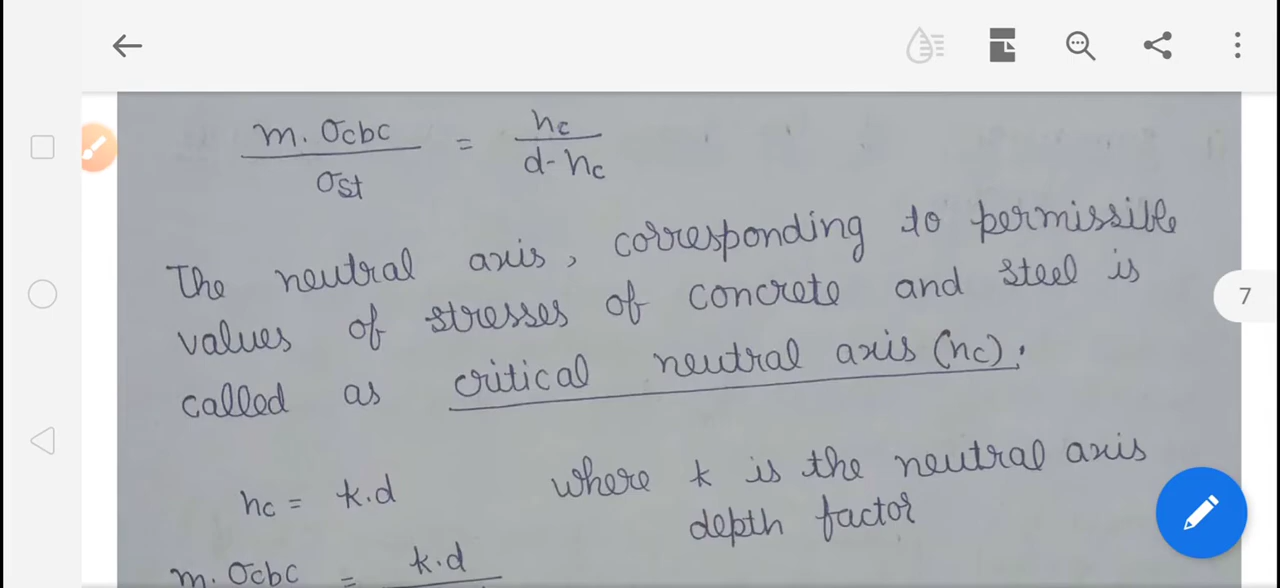 m. σcbc / σst = nc / d- nc
The neutral axis, corresponding to permissible
values of stresses of concrete and steel is
called as critical neutral axis (nc).
nc = k.d where k is the neutral axis
depth factor
m. σcbc = k.d
7